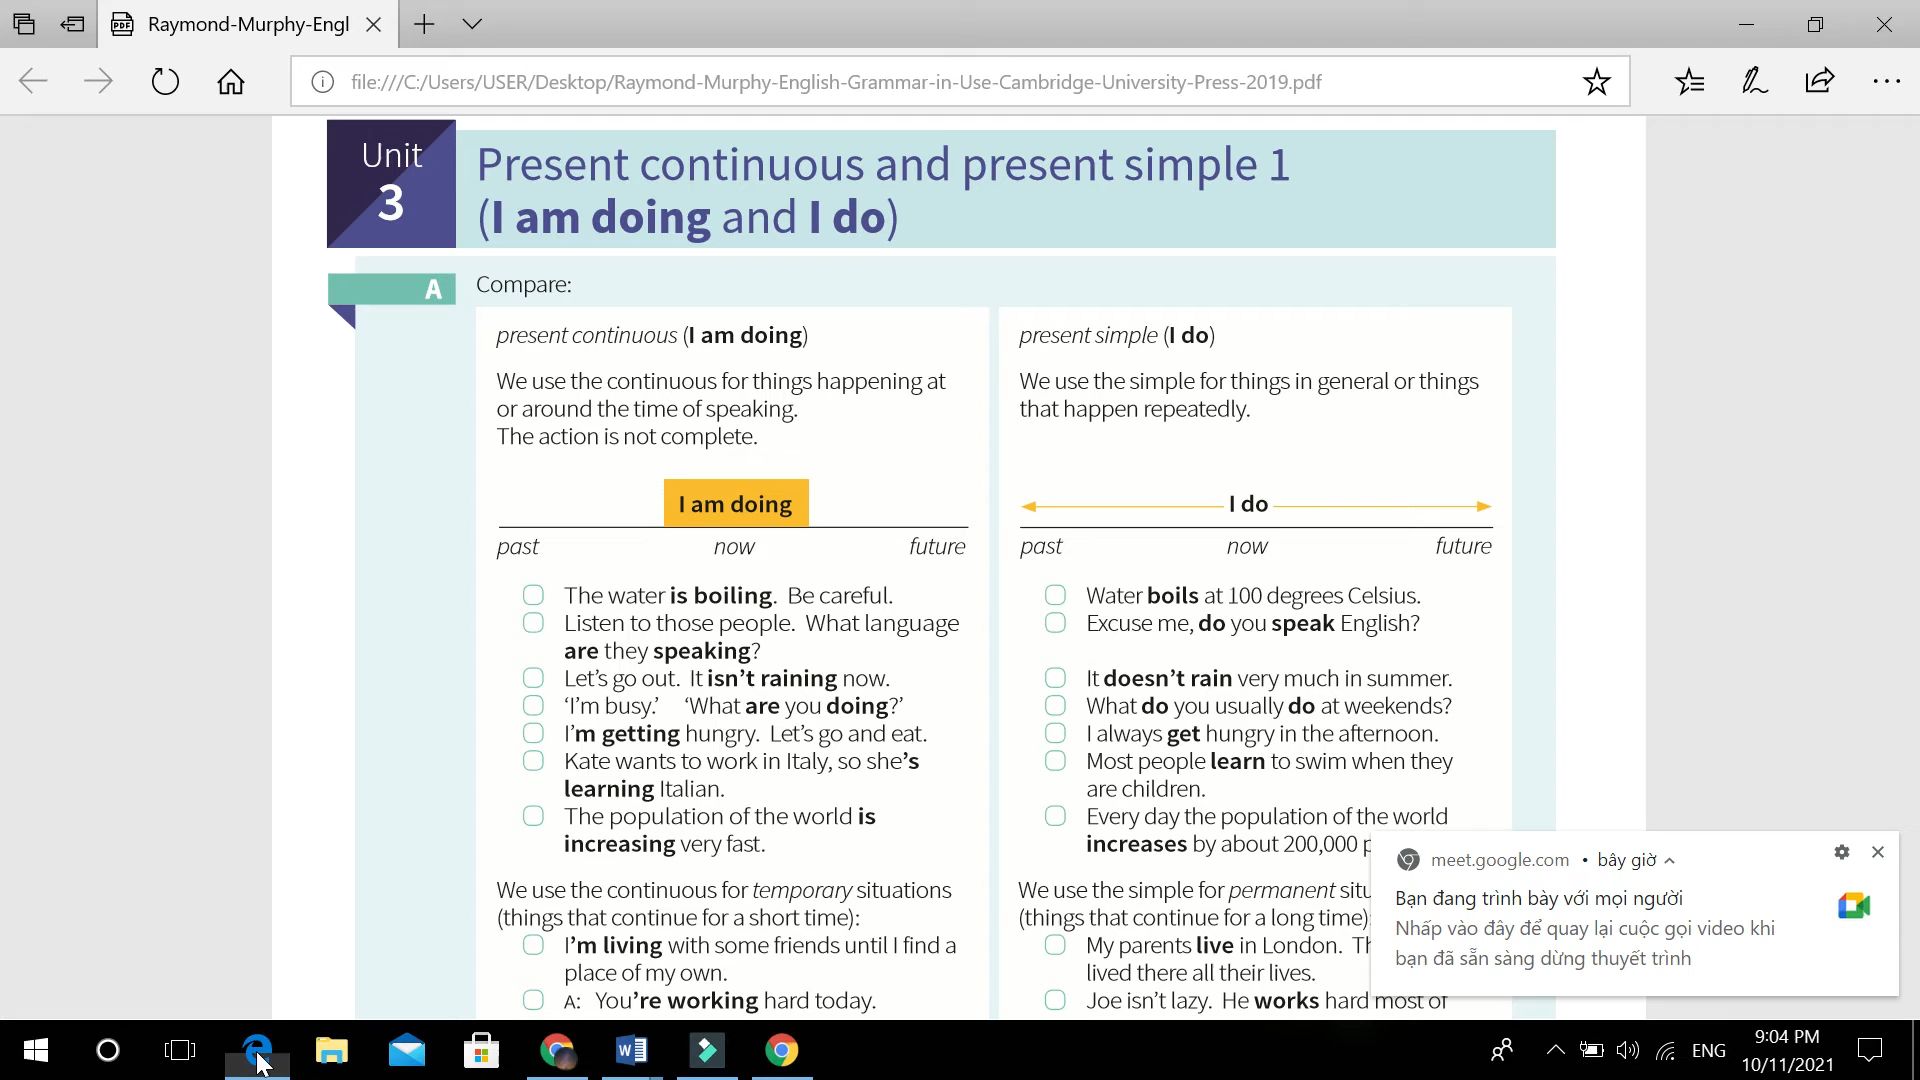 Raymond-Murphy-Engl
file:///C:/Users/USER/Desktop/Raymond-Murphy-English-Grammar-in-Use-Cambridge-University-Press-2019.pdf
Unit
3
Present continuous and present simple 1
(I am doing and I do)
A
Compare:
present continuous (I am doing)
We use the continuous for things happening at
or around the time of speaking.
The action is not complete.
I am doing
past now future
The water is boiling. Be careful.
Listen to those people. What language
are they speaking?
Let’s go out. It isn’t raining now.
‘I’m busy.’ ‘What are you doing?’
I’m getting hungry. Let’s go and eat.
Kate wants to work in Italy, so she’s
learning Italian.
The population of the world is
increasing very fast.
We use the continuous for temporary situations
(things that continue for a short time):
I’m living with some friends until I find a
place of my own.
A: You’re working hard today.
present simple (I do)
We use the simple for things in general or things
that happen repeatedly.
I do
past now future
Water boils at 100 degrees Celsius.
Excuse me, do you speak English?
It doesn’t rain very much in summer.
What do you usually do at weekends?
I always get hungry in the afternoon.
Most people learn to swim when they
are children.
Every day the population of the world
increases by about 200,000
We use the simple for permanent
(things that continue for a long time)
My parents live in London.
lived there all their lives.
Joe isn’t lazy. He works hard most of
meet.google.com • bây giờ
Bạn đang trình bày với mọi người
Nhấp vào đây để quay lại cuộc gọi video khi
bạn đã sẵn sàng dừng thuyết trình
ENG
9:04 PM
10/11/2021